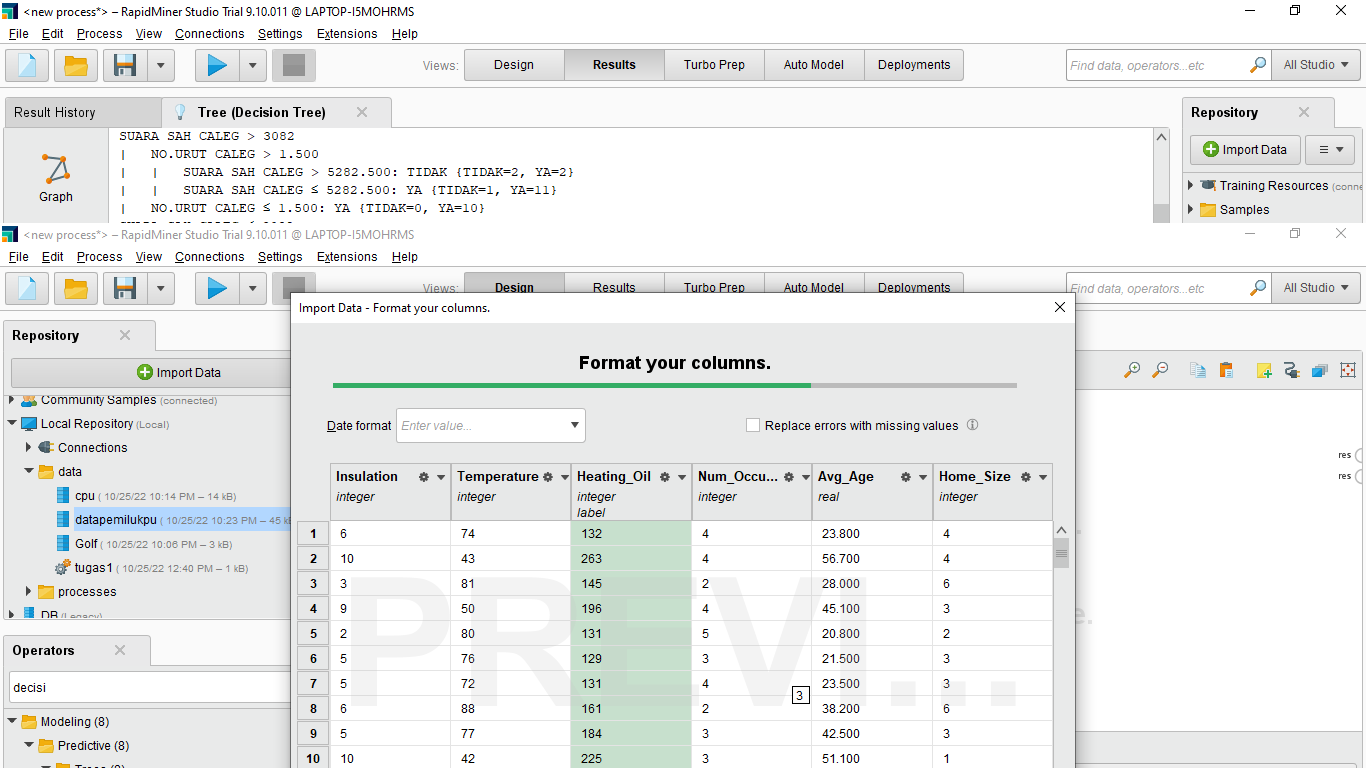 <new process*> – RapidMiner Studio Trial 9.10.011 @ LAPTOP-I5MOHRMS
File Edit Process View Connections Settings Extensions Help
Views: Design Results Turbo Prep Auto Model Deployments Find data, operators...etc All Studio
Result History Tree (Decision Tree) Repository
SUARA SAH CALEG > 3082
| NO.URUT CALEG > 1.500
| | SUARA SAH CALEG > 5282.500: TIDAK {TIDAK=2, YA=2}
| | SUARA SAH CALEG ≤ 5282.500: YA {TIDAK=1, YA=11}
| NO.URUT CALEG ≤ 1.500: YA {TIDAK=0, YA=10}
Graph
Import Data
Training Resources (conne
Samples
<new process*> – RapidMiner Studio Trial 9.10.011 @ LAPTOP-I5MOHRMS
File Edit Process View Connections Settings Extensions Help
Views: Design Results Turbo Prep Auto Model Deployments Find data, operators...etc All Studio
Repository
Import Data
Community Samples (connected)
Local Repository (Local)
Connections
data
cpu ( 10/25/22 10:14 PM – 14 kB)
datapemilukpu ( 10/25/22 10:23 PM – 45 kB
Golf ( 10/25/22 10:06 PM – 3 kB)
tugas1 ( 10/25/22 12:40 PM – 1 kB)
processes
DB (Legacy)
Operators
decisi
Modeling (8)
Predictive (8)
Import Data - Format your columns.
Format your columns.
Date format Enter value... Replace errors with missing values
Insulation Temperature Heating_Oil Num_Occu... Avg_Age Home_Size
integer integer integer integer real integer
label
1 6 74 132 4 23.800 4
2 10 43 263 4 56.700 4
3 3 81 145 2 28.000 6
4 9 50 196 4 45.100 3
5 2 80 131 5 20.800 2
6 5 76 129 3 21.500 3
7 5 72 131 4 23.500 3
8 6 88 161 2 38.200 6
9 5 77 184 3 42.500 3
10 10 42 225 3 51.100 1
3
PREVI...
res
res